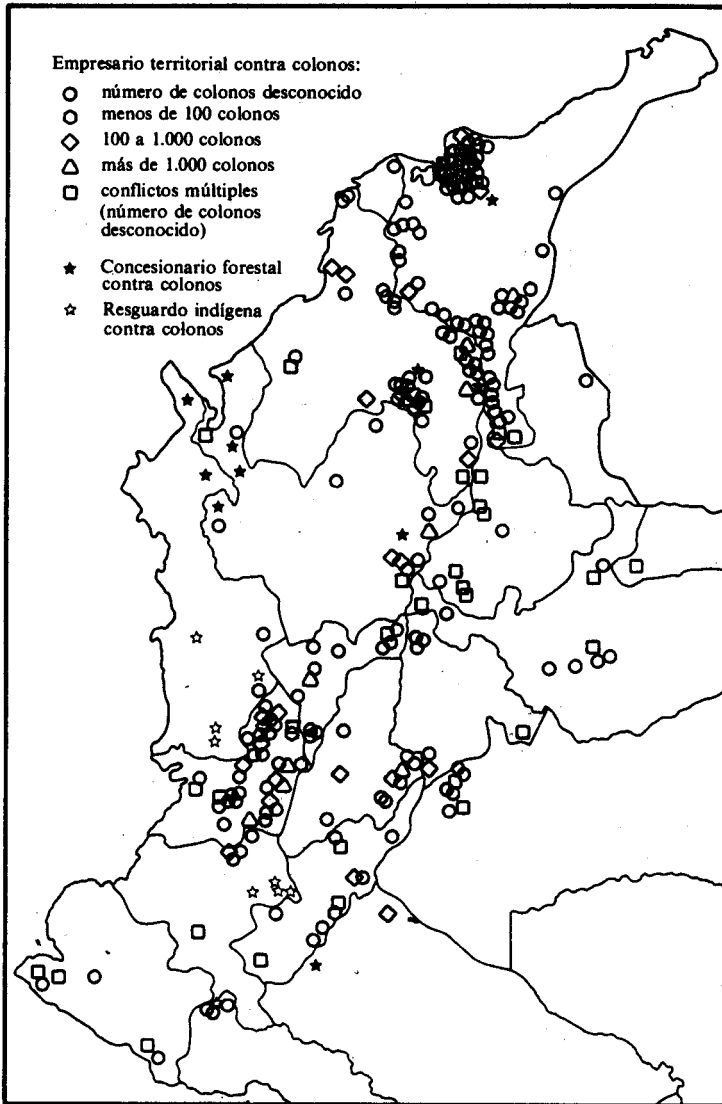 Empresario territorial contra colonos:
número de colonos desconocido
menos de 100 colonos
100 a 1.000 colonos
más de 1.000 colonos
conflictos múltiples
(número de colonos
desconocido)
Concesionario forestal
contra colonos
Resguardo indígena
contra colonos